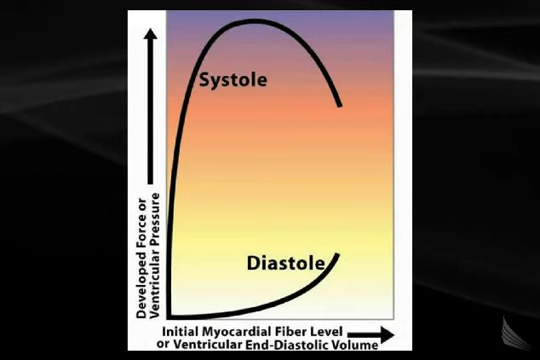 Systole
Diastole
Developed Force or
Ventricular Pressure
Initial Myocardial Fiber Level
or Ventricular End-Diastolic Volume